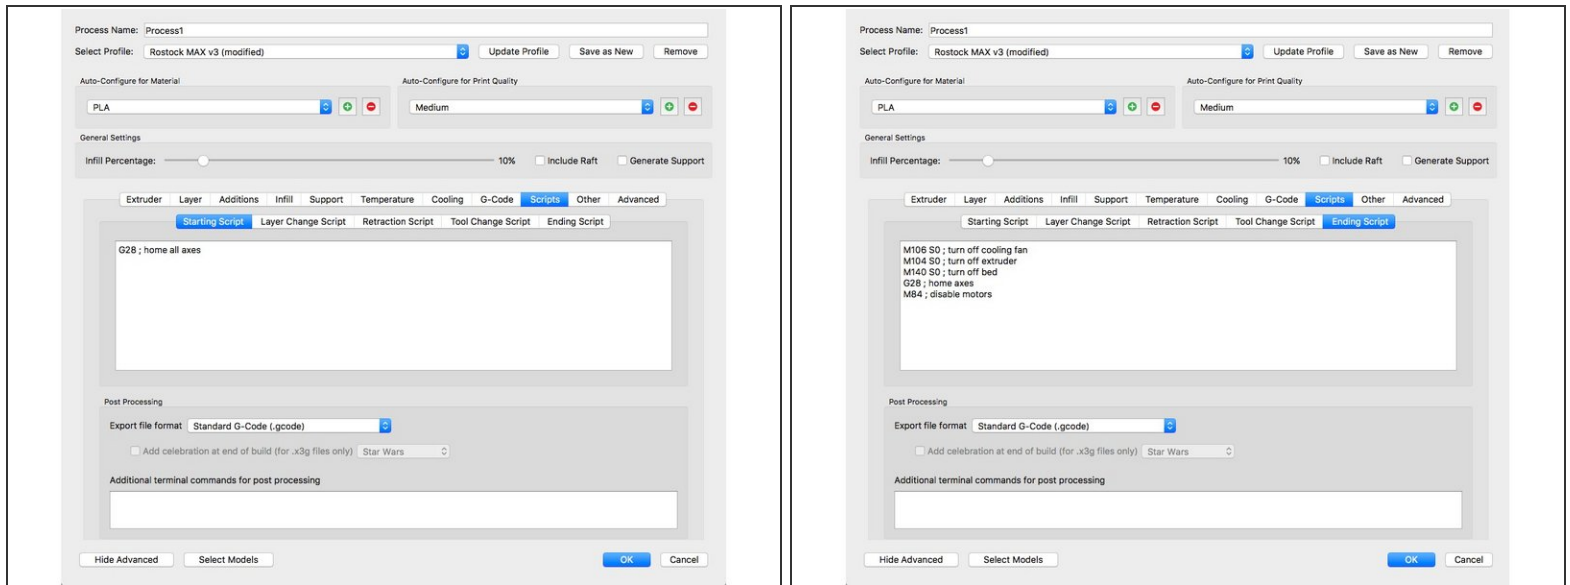 Process Name: Process1
Select Profile: Rostock MAX v3 (modified) Update Profile Save as New Remove
Auto-Configure for Material Auto-Configure for Print Quality
PLA Medium
General Settings
Infill Percentage: 10% Include Raft Generate Support
Extruder Layer Additions Infill Support Temperature Cooling G-Code Scripts Other Advanced
Starting Script Layer Change Script Retraction Script Tool Change Script Ending Script
G28 ; home all axes
Post Processing
Export file format Standard G-Code (.gcode)
Add celebration at end of build (for .x3g files only) Star Wars
Additional terminal commands for post processing
Hide Advanced Select Models OK Cancel
Process Name: Process1
Select Profile: Rostock MAX v3 (modified) Update Profile Save as New Remove
Auto-Configure for Material Auto-Configure for Print Quality
PLA Medium
General Settings
Infill Percentage: 10% Include Raft Generate Support
Extruder Layer Additions Infill Support Temperature Cooling G-Code Scripts Other Advanced
Starting Script Layer Change Script Retraction Script Tool Change Script Ending Script
M106 S0 ; turn off cooling fan
M104 S0 ; turn off extruder
M140 S0 ; turn off bed
G28 ; home axes
M84 ; disable motors
Post Processing
Export file format Standard G-Code (.gcode)
Add celebration at end of build (for .x3g files only) Star Wars
Additional terminal commands for post processing
Hide Advanced Select Models OK Cancel